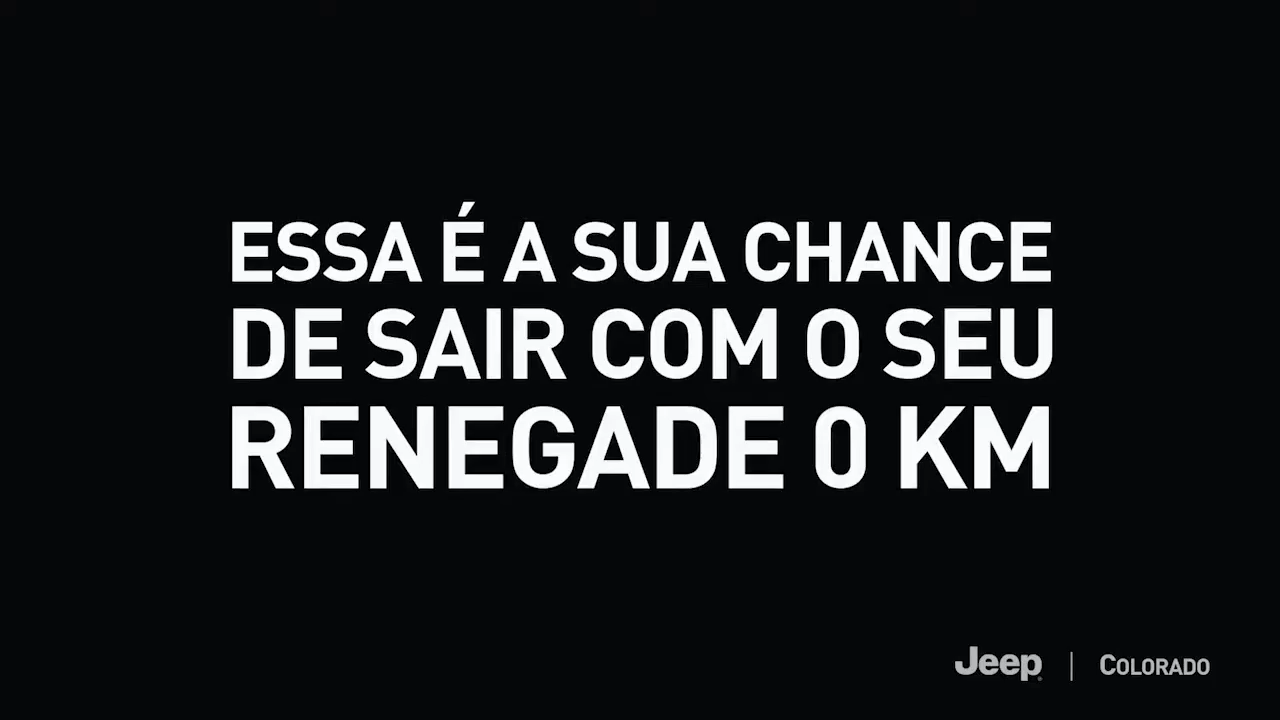 ESSA É A SUA CHANCE
DE SAIR COM O SEU
RENEGADE 0 KM
Jeep | COLORADO